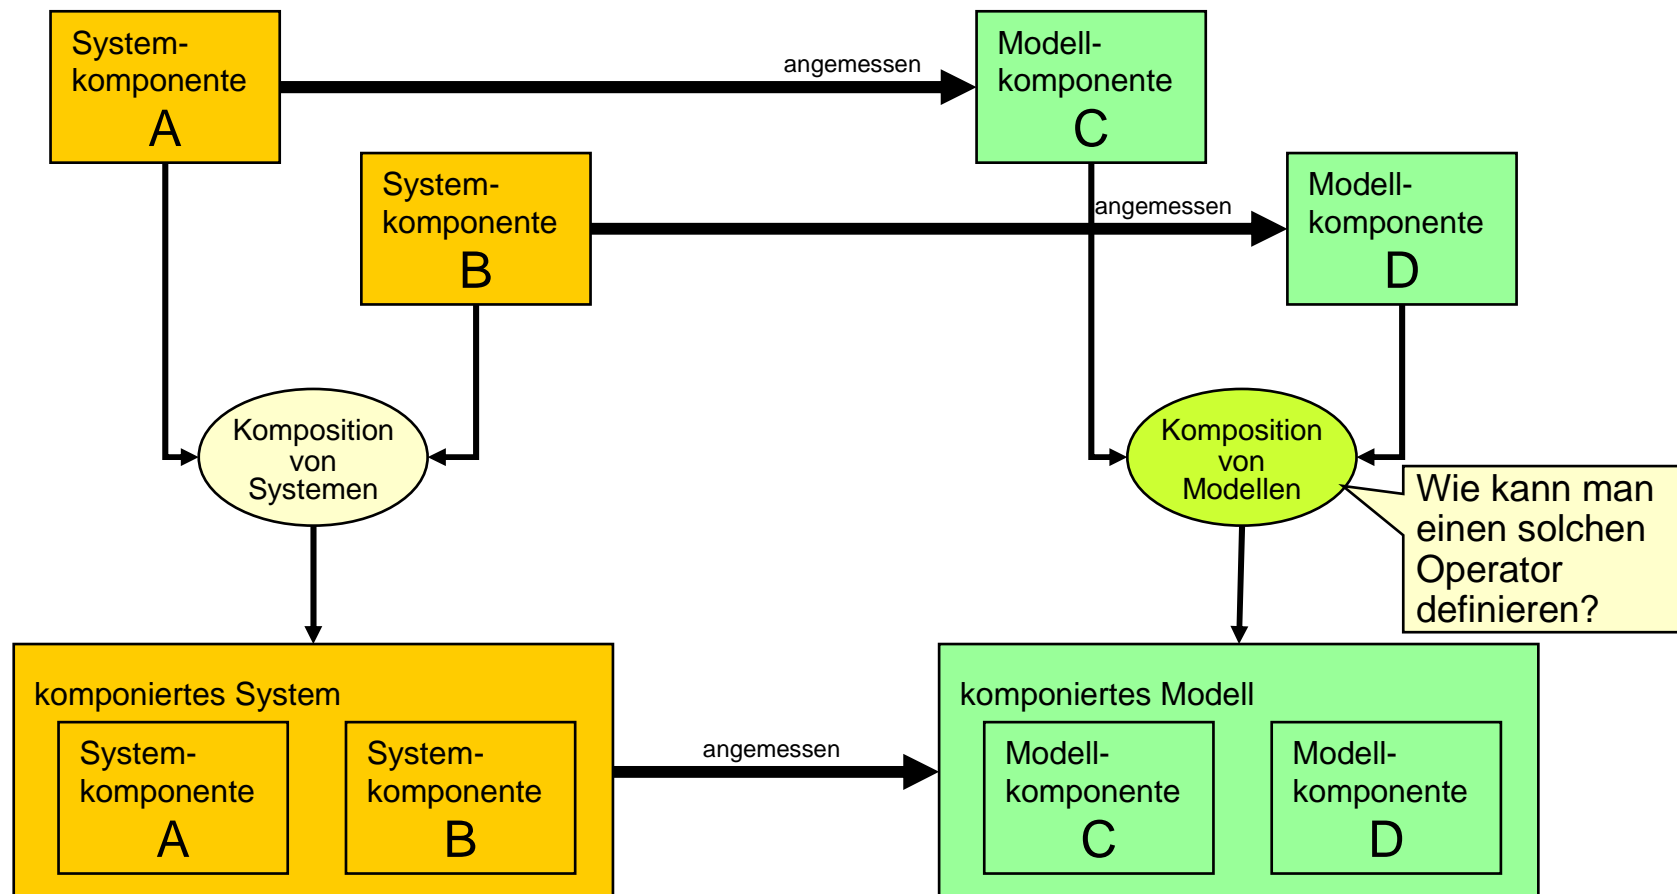 System-
komponente
A
angemessen
Modell-
komponente
C
System-
komponente
B
angemessen
Modell-
komponente
D
Komposition
von
Systemen
Komposition
von
Modellen
Wie kann man
einen solchen
Operator
definieren?
komponiertes System
System-
komponente
A
System-
komponente
B
angemessen
komponiertes Modell
Modell-
komponente
C
Modell-
komponente
D